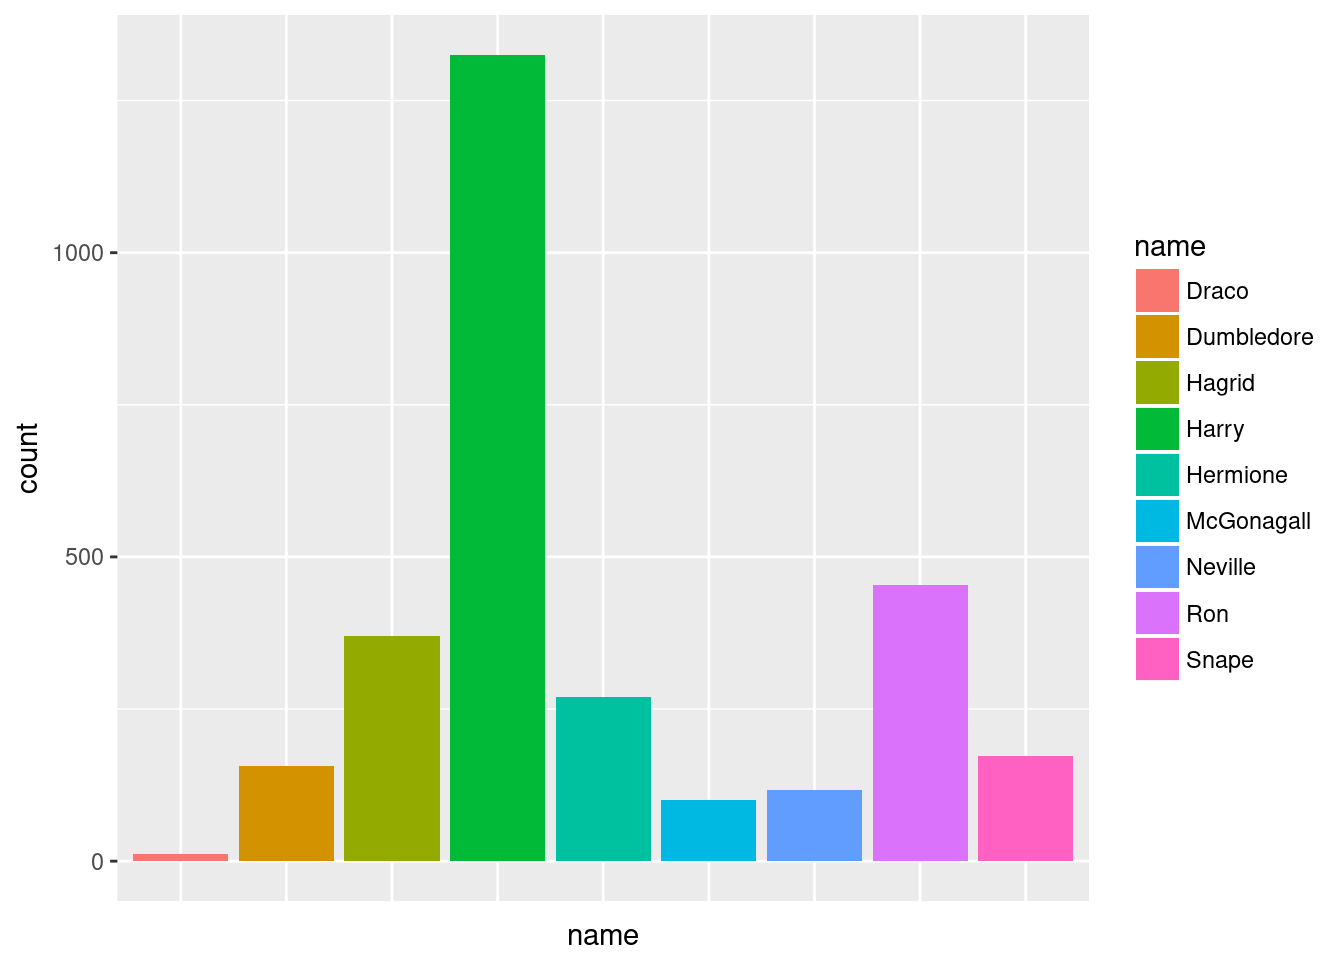 count
1000
500
0
name
name
Draco
Dumbledore
Hagrid
Harry
Hermione
McGonagall
Neville
Ron
Snape